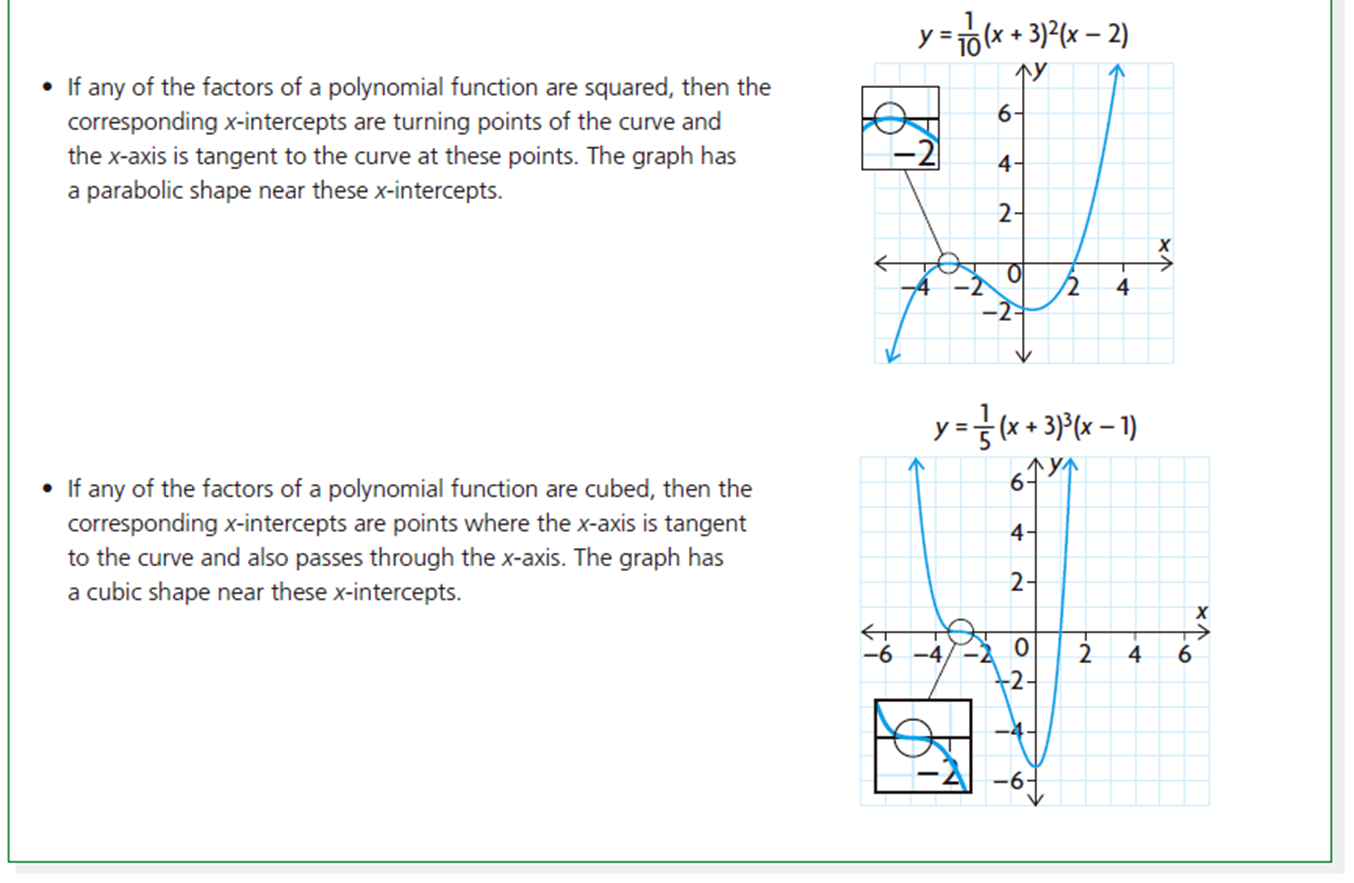 y = 1/10 (x + 3)²(x – 2)
• If any of the factors of a polynomial function are squared, then the
corresponding x-intercepts are turning points of the curve and
the x-axis is tangent to the curve at these points. The graph has
a parabolic shape near these x-intercepts.
y
6
–2
4
2
x
0
–4 –2 2 4
–2
y = 1/5 (x + 3)³(x – 1)
• If any of the factors of a polynomial function are cubed, then the
corresponding x-intercepts are points where the x-axis is tangent
to the curve and also passes through the x-axis. The graph has
a cubic shape near these x-intercepts.
y
6
4
2
x
–6 –4 –2 0 2 4 6
–2
–4
–2
–6